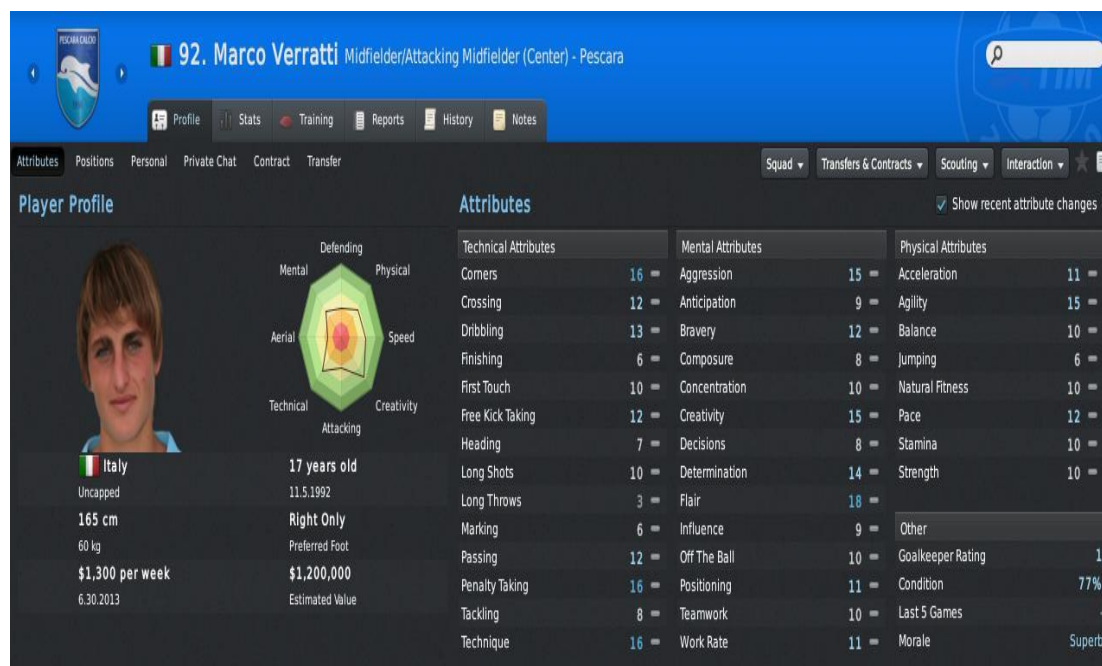 PESCARA CALCIO
92. Marco Verratti Midfielder/Attacking Midfielder (Center) - Pescara
Profile Stats Training Reports History Notes
Attributes Positions Personal Private Chat Contract Transfer
Squad Transfers & Contracts Scouting Interaction
Player Profile
Defending
Mental Physical
Aerial Speed
Technical Creativity
Attacking
Italy 17 years old
Uncapped 11.5.1992
165 cm Right Only
60 kg Preferred Foot
$1,300 per week $1,200,000
6.30.2013 Estimated Value
Attributes
Show recent attribute changes
Technical Attributes
Corners 16
Crossing 12
Dribbling 13
Finishing 6
First Touch 10
Free Kick Taking 12
Heading 7
Long Shots 10
Long Throws 3
Marking 6
Passing 12
Penalty Taking 16
Tackling 8
Technique 16
Mental Attributes
Aggression 15
Anticipation 9
Bravery 12
Composure 8
Concentration 10
Creativity 15
Decisions 8
Determination 14
Flair 18
Influence 9
Off The Ball 10
Positioning 11
Teamwork 10
Work Rate 11
Physical Attributes
Acceleration 11
Agility 15
Balance 10
Jumping 6
Natural Fitness 10
Pace 12
Stamina 10
Strength 10
Other
Goalkeeper Rating 1
Condition 77%
Last 5 Games -
Morale Superb